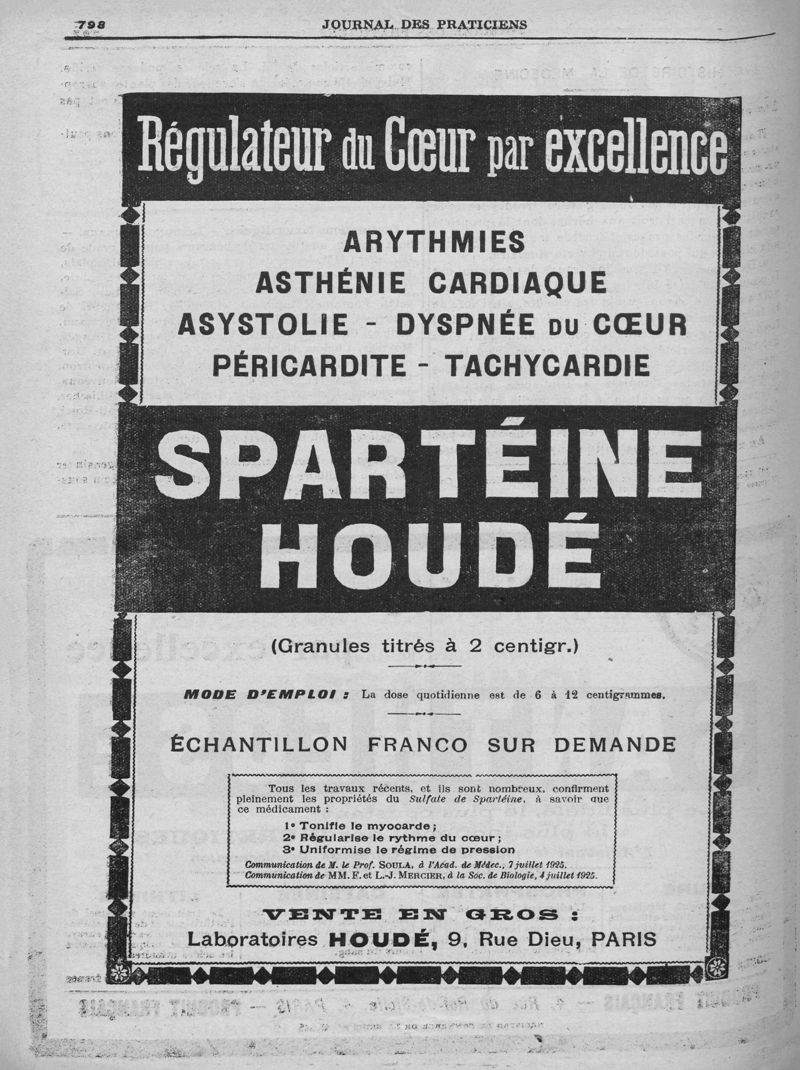 798
JOURNAL DES PRATICIENS
Régulateur du Cœur par excellence
ARYTHMIES
ASTHÉNIE CARDIAQUE
ASYSTOLIE - DYSPNÉE DU CŒUR
PÉRICARDITE - TACHYCARDIE
SPARTÉINE
HOUDÉ
(Granules titrés à 2 centigr.)
MODE D'EMPLOI : La dose quotidienne est de 6 à 12 centigrammes.
ÉCHANTILLON FRANCO SUR DEMANDE
Tous les travaux récents, et ils sont nombreux, confirment
pleinement les propriétés du Sulfate de Spartéine, à savoir que
ce médicament :
1° Tonifie le myocarde ;
2° Régularise le rythme du cœur ;
3° Uniformise le régime de pression
Communication de M. le Prof. SOULA, à l'Acad. de Médec., 7 juillet 1925.
Communication de MM. F. et L.-J. MERCIER, à la Soc. de Biologie, 4 juillet 1925.
VENTE EN GROS :
Laboratoires HOUDÉ, 9, Rue Dieu, PARIS